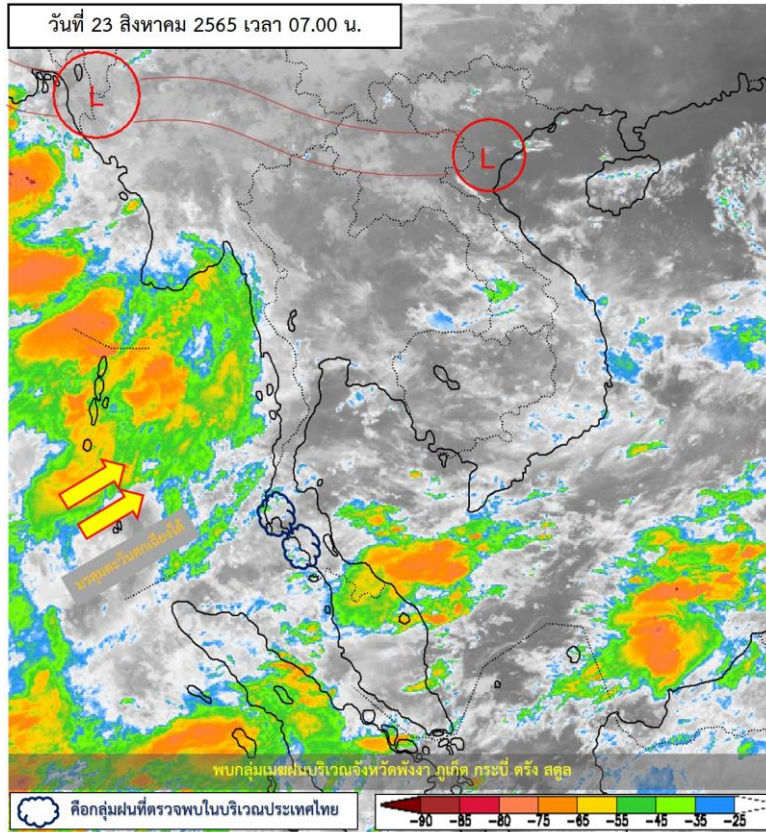 วันที่ 23 สิงหาคม 2565 เวลา 07.00 น.
L
L
มรสุมตะวันตกเฉียงใต้
พบกลุ่มเมฆฝนบริเวณจังหวัดพังงา ภูเก็ต กระบี่ ตรัง สตูล
คือกลุ่มฝนที่ตรวจพบในบริเวณประเทศไทย
-90 -85 -80 -75 -65 -55 -45 -35 -25